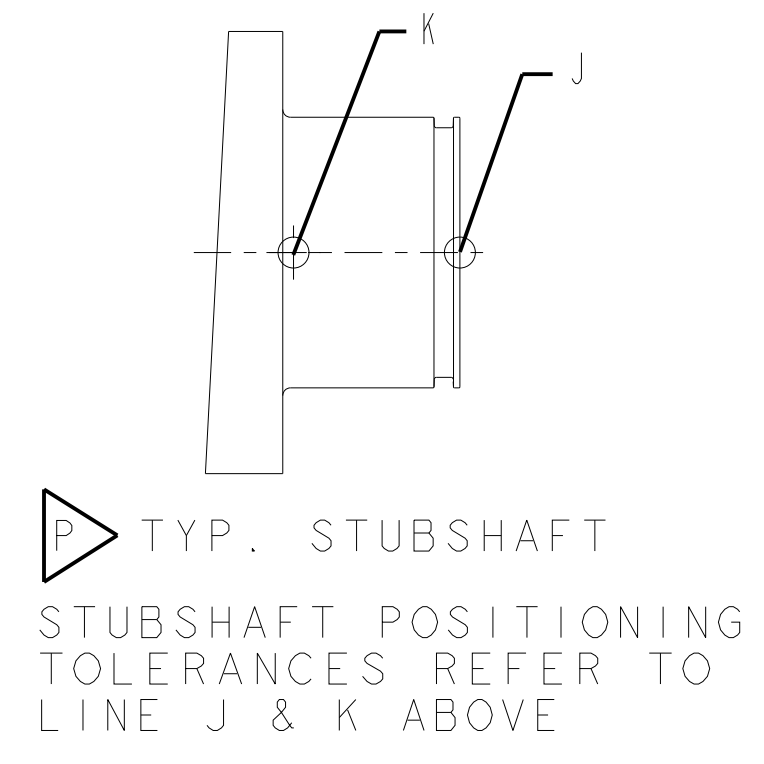 K
J
P TYP. STUBSHAFT
STUBSHAFT POSITIONING
TOLERANCES REFER TO
LINE J & K ABOVE